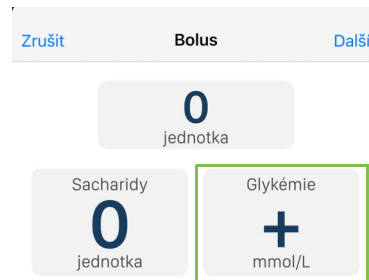 Zrušit Bolus Další
0
jednotka
Sacharidy Glykémie
0 +
jednotka mmol/L